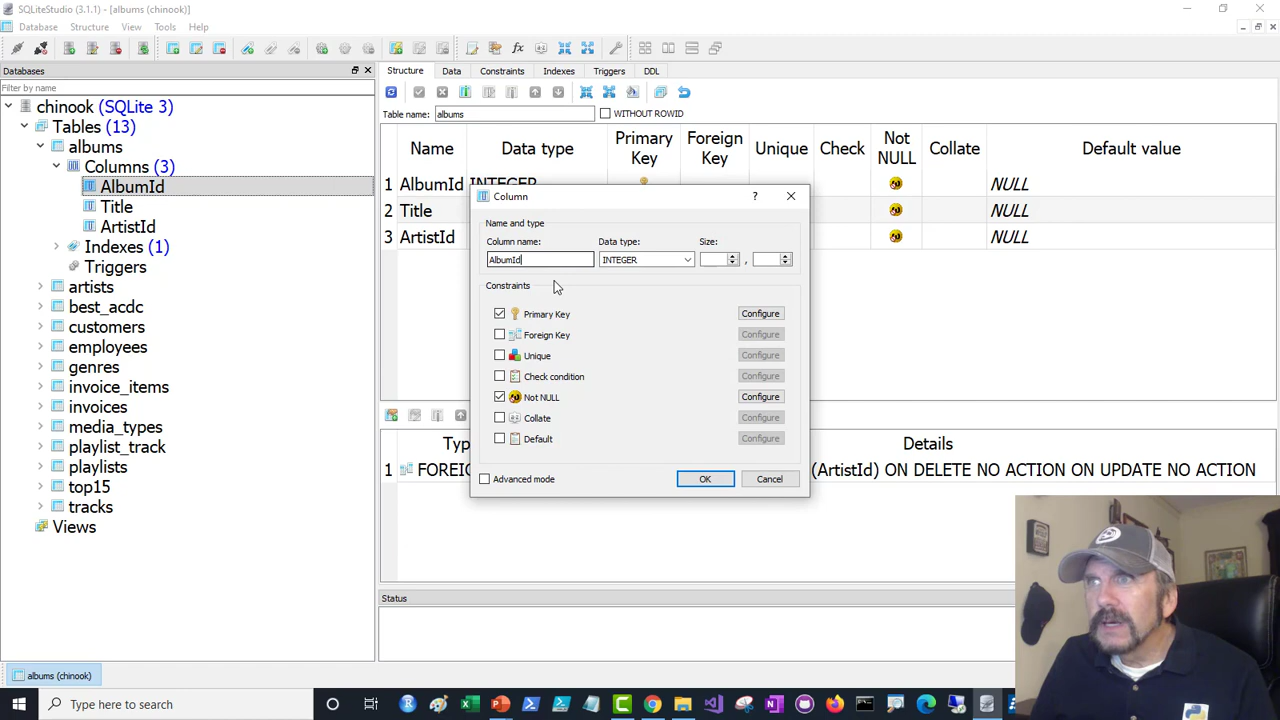 SQLiteStudio (3.1.1) - [albums (chinook)]
Database Structure View Tools Help
Databases
Filter by name
chinook (SQLite 3)
Tables (13)
albums
Columns (3)
AlbumId
Title
ArtistId
Indexes (1)
Triggers
artists
best_acdc
customers
employees
genres
invoice_items
invoices
media_types
playlist_track
playlists
top15
tracks
Views
Structure Data Constraints Indexes Triggers DDL
Table name: albums WITHOUT ROWID
Name Data type Primary Key Foreign Key Unique Check Not NULL Collate Default value
1 AlbumId INTEGER NULL
2 Title NULL
3 ArtistId NULL
Column ?
Name and type
Column name: Data type: Size:
AlbumId INTEGER ,
Constraints
Primary Key Configure
Foreign Key Configure
Unique Configure
Check condition Configure
Not NULL Configure
Collate Configure
Default Configure
Advanced mode OK Cancel
Typ Details
1 FOREIG (ArtistId) ON DELETE NO ACTION ON UPDATE NO ACTION
Status
albums (chinook)
Type here to search